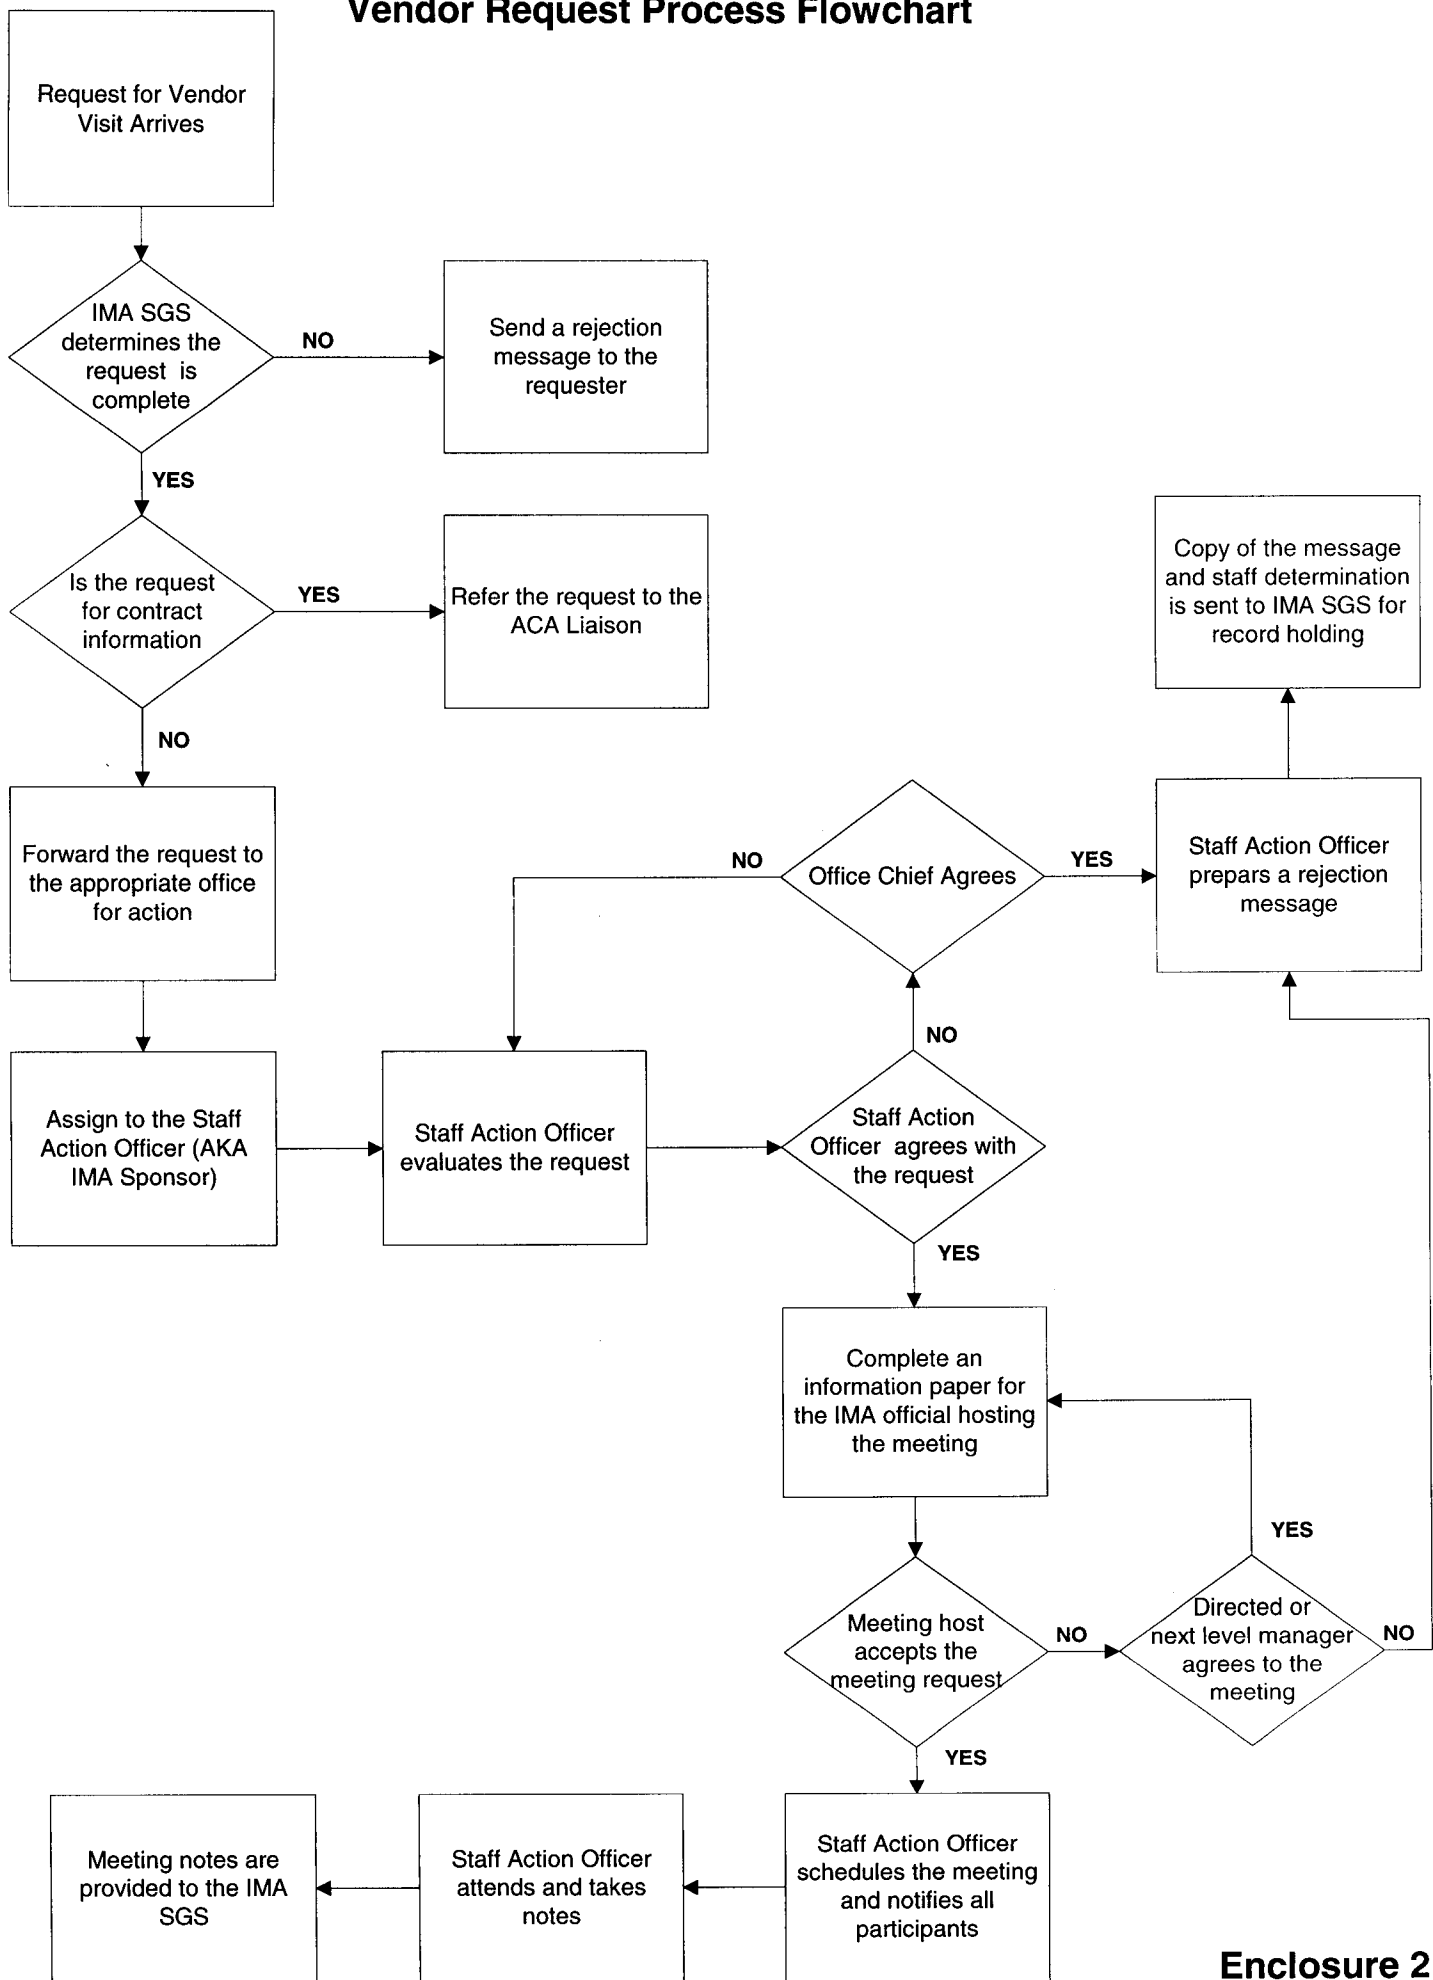 Vendor Request Process Flowchart
Request for Vendor
Visit Arrives
IMA SGS
determines the
request is
complete
NO
Send a rejection
message to the
requester
YES
Is the request
for contract
information
YES
Refer the request to the
ACA Liaison
NO
Copy of the message
and staff determination
is sent to IMA SGS for
record holding
Forward the request to
the appropriate office
for action
NO
Office Chief Agrees
YES
Staff Action Officer
prepars a rejection
message
NO
Assign to the Staff
Action Officer (AKA
IMA Sponsor)
Staff Action Officer
evaluates the request
Staff Action
Officer agrees with
the request
YES
Complete an
information paper for
the IMA official hosting
the meeting
YES
Meeting host
accepts the
meeting request
NO
Directed or
next level manager
agrees to the
meeting
NO
YES
Meeting notes are
provided to the IMA
SGS
Staff Action Officer
attends and takes
notes
Staff Action Officer
schedules the meeting
and notifies all
participants
Enclosure 2